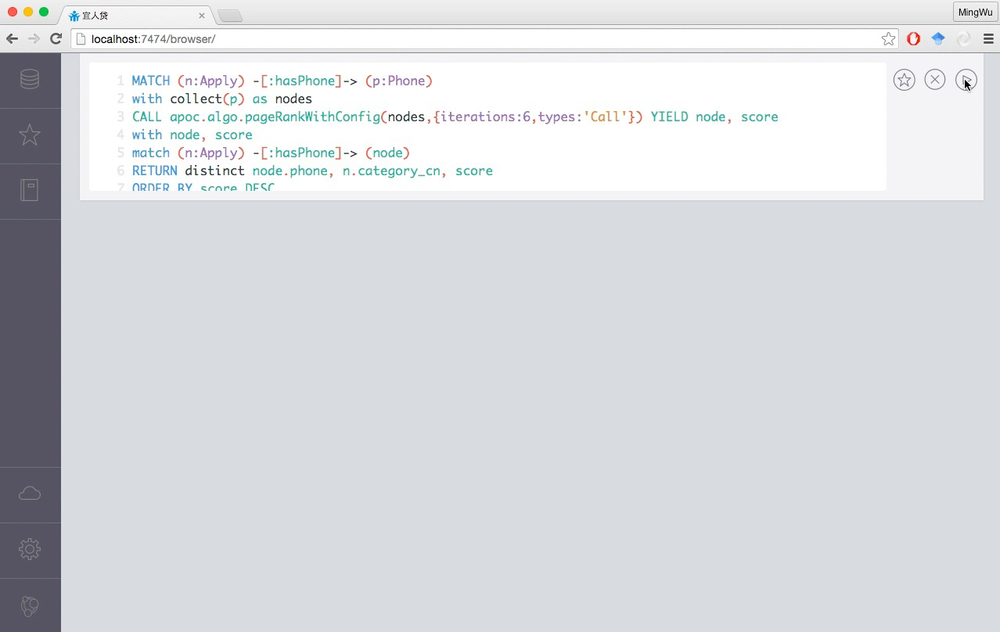 宜人贷
MingWu
localhost:7474/browser/
1 MATCH (n:Apply) -[:hasPhone]-> (p:Phone)
2 with collect(p) as nodes
3 CALL apoc.algo.pageRankWithConfig(nodes,{iterations:6,types:'Call'}) YIELD node, score
4 with node, score
5 match (n:Apply) -[:hasPhone]-> (node)
6 RETURN distinct node.phone, n.category_cn, score
7 ORDER BY score DESC